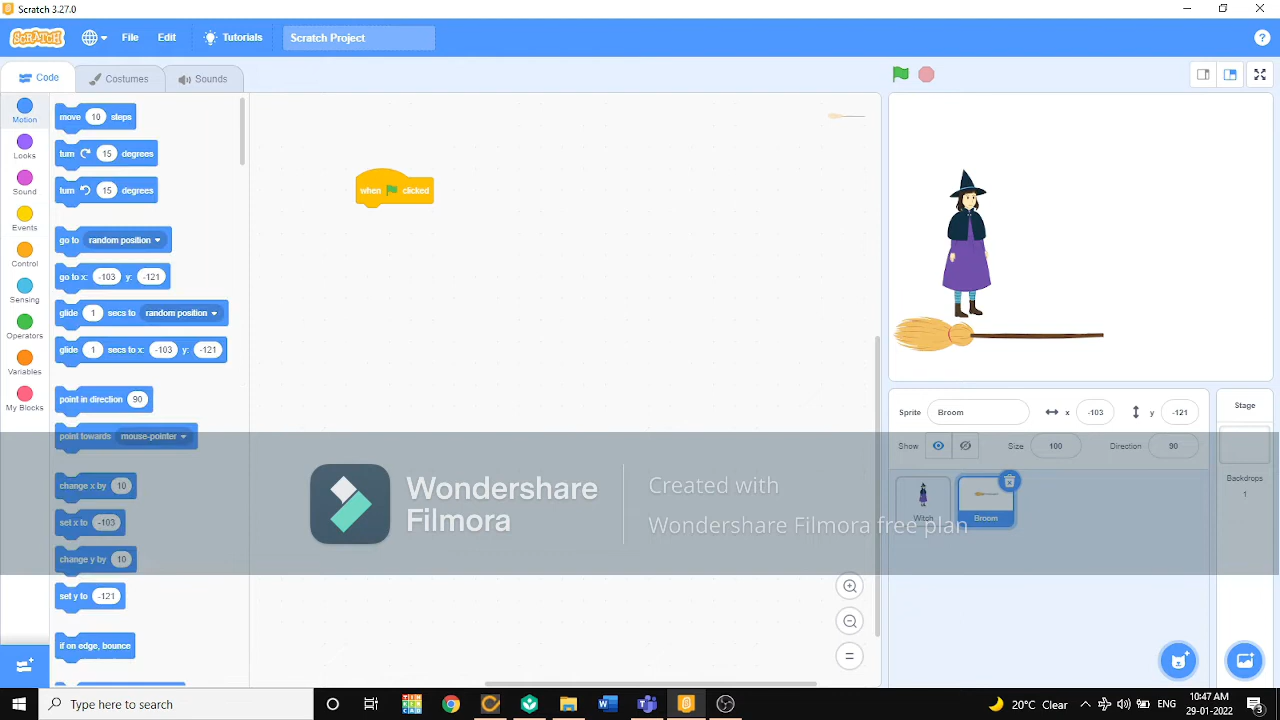 Scratch 3.27.0
SCRATCH File Edit Tutorials Scratch Project
Code Costumes Sounds
Motion
Looks
Sound
Events
Control
Sensing
Operators
Variables
My Blocks
move 10 steps
turn 15 degrees
turn 15 degrees
go to random position
go to x: -103 y: -121
glide 1 secs to random position
glide 1 secs to x: -103 y: -121
point in direction 90
point towards mouse-pointer
change x by 10
set x to -103
change y by 10
set y to -121
if on edge, bounce
when clicked
Sprite Broom x -103 y -121
Show Size 100 Direction 90
Witch
Broom
Stage
Backdrops
1
Wondershare
Filmora
Created with
Wondershare Filmora free plan
Type here to search
20°C Clear ENG
10:47 AM
29-01-2022
3